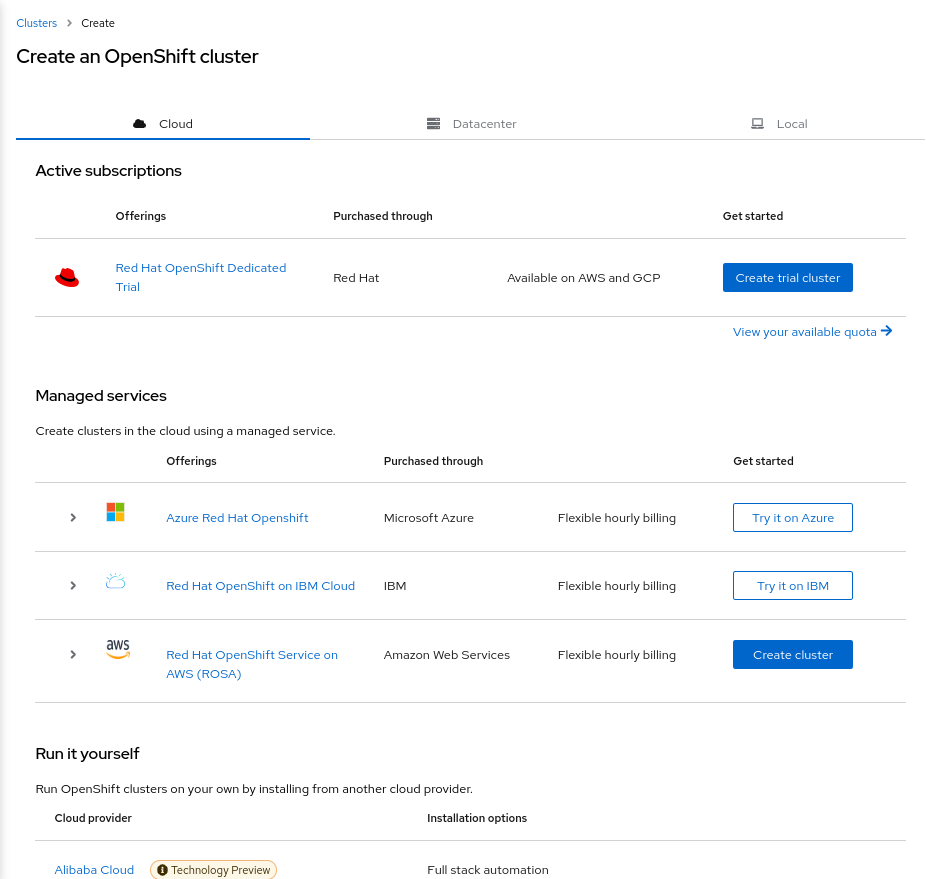 Clusters > Create
Create an OpenShift cluster
Cloud
Datacenter
Local
Active subscriptions
Offerings
Purchased through
Get started
Red Hat OpenShift Dedicated
Trial
Red Hat
Available on AWS and GCP
Create trial cluster
View your available quota →
Managed services
Create clusters in the cloud using a managed service.
Offerings
Purchased through
Get started
Azure Red Hat Openshift
Microsoft Azure
Flexible hourly billing
Try it on Azure
Red Hat OpenShift on IBM Cloud
IBM
Flexible hourly billing
Try it on IBM
aws
Red Hat OpenShift Service on
AWS (ROSA)
Amazon Web Services
Flexible hourly billing
Create cluster
Run it yourself
Run OpenShift clusters on your own by installing from another cloud provider.
Cloud provider
Installation options
Alibaba Cloud
Technology Preview
Full stack automation